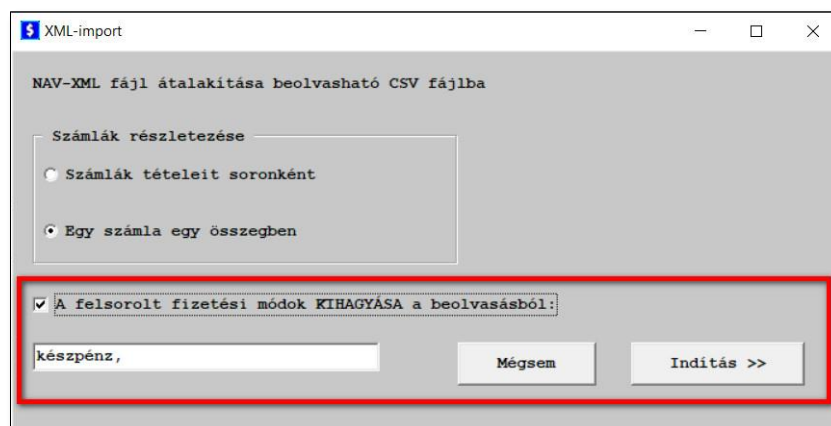 $ XML-import
NAV-XML fájl átalakítása beolvasható CSV fájlba
Számlák részletezése
Számlák tételeit soronként
Egy számla egy összegben
A felsorolt fizetési módok KIHAGYÁSA a beolvasásból:
készpénz,
Mégsem
Indítás >>